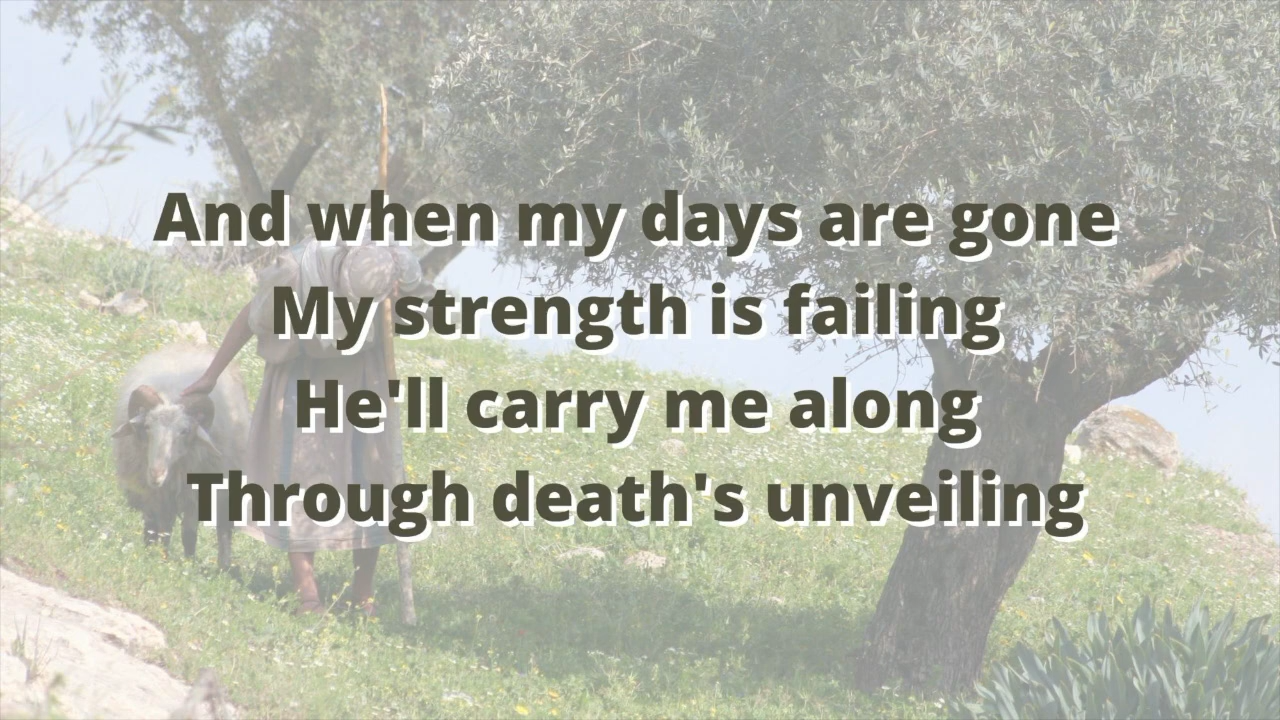 And when my days are gone
My strength is failing
He'll carry me along
Through death's unveiling